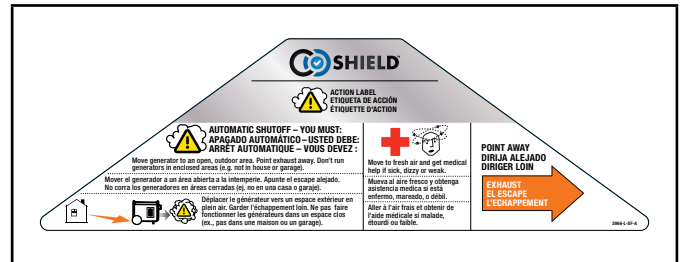 CO SHIELD™
ACTION LABEL
ETIQUETA DE ACCIÓN
ÉTIQUETTE D'ACTION
AUTOMATIC SHUTOFF – YOU MUST:
APAGADO AUTOMÁTICO – USTED DEBE:
ARRÊT AUTOMATIQUE – VOUS DEVEZ :
Move generator to an open, outdoor area. Point exhaust away. Don't run
generators in enclosed areas (e.g. not in house or garage).
Mover el generador a un área abierta a la intemperie. Apunte el escape alejado.
No corra los generadores en áreas cerradas (ej. no en una casa o garaje).
Déplacer le générateur vers un espace extérieur en
plein air. Garder l'échappement loin. Ne pas faire
fonctionner les générateurs dans un espace clos
(ex., pas dans une maison ou un garage).
Move to fresh air and get medical
help if sick, dizzy or weak.
Mueva al aire fresco y obtenga
asistencia medica si está
enfermo, mareado, o débil.
Aller à l'air frais et obtenir de
l'aide médicale si malade,
étourdi ou faible.
POINT AWAY
DIRIJA ALEJADO
DIRIGER LOIN
EXHAUST
EL ESCAPE
L'ECHAPPEMENT
2966-L-EF-A